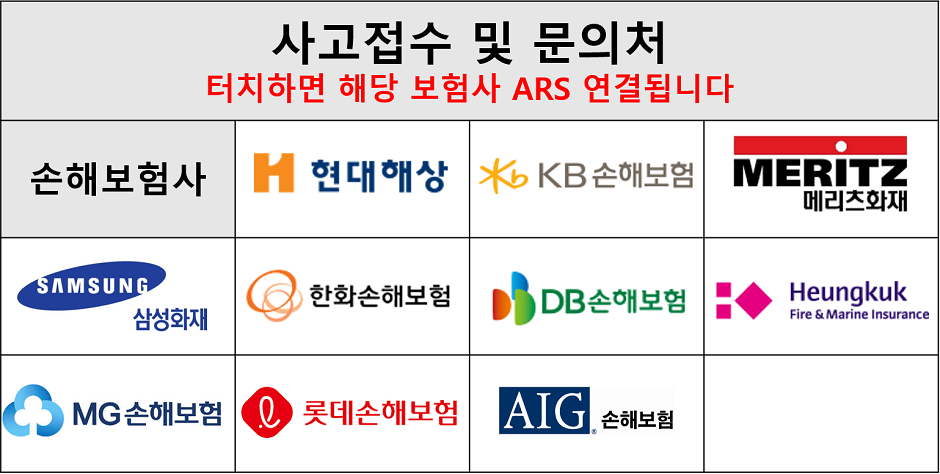 사고접수 및 문의처
터치하면 해당 보험사 ARS 연결됩니다
손해보험사
현대해상
KB손해보험
MERITZ
메리츠화재
SAMSUNG
삼성화재
한화손해보험
DB손해보험
Heungkuk
Fire & Marine Insurance
MG손해보험
롯데손해보험
AIG® 손해보험